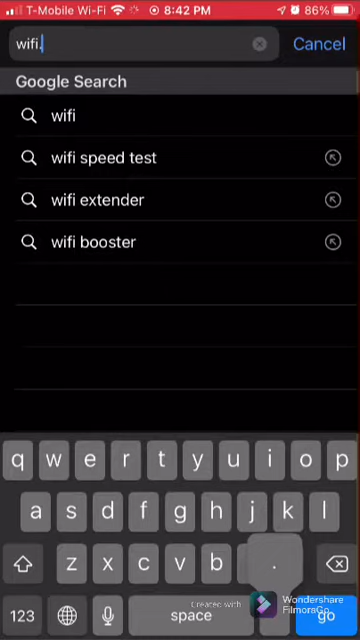 T-Mobile Wi-Fi 8:42 PM 86%
wifi. Cancel
Google Search
wifi
wifi speed test
wifi extender
wifi booster
q w e r t y u i o p
a s d f g h j k l
z x c v b .
Created with Wondershare FilmoraGo
123 space go